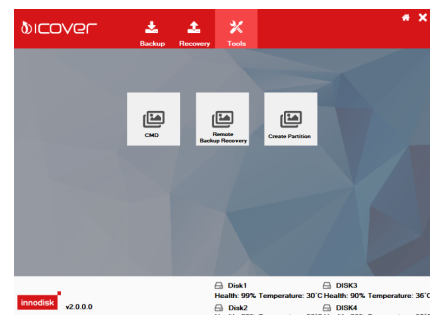 icover
Backup Recovery Tools
CMD
Remote
Backup Recovery
Create Partition
Disk1 DISK3
Health: 99% Temperature: 30°C Health: 90% Temperature: 36°C
innodisk v2.0.0.0
Disk2 DISK4